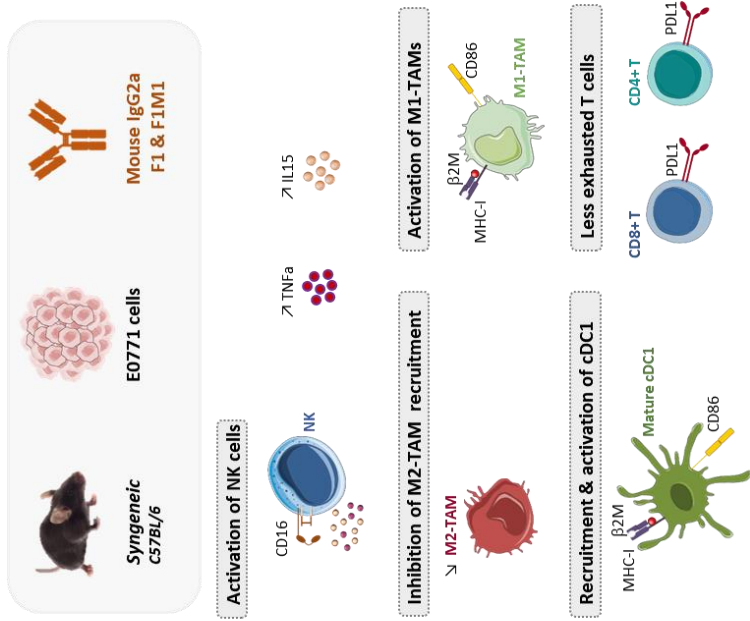 Syngeneic
C57BL/6
E0771 cells
Mouse IgG2a
F1 & F1M1
Activation of NK cells
CD16
NK
↗ TNFa
↗ IL15
Inhibition of M2-TAM recruitment
↘ M2-TAM
Activation of M1-TAMs
MHC-I
β2M
CD86
M1-TAM
Recruitment & activation of cDC1
MHC-I
β2M
Mature cDC1
CD86
Less exhausted T cells
CD8+T
PDL1
CD4+T
PDL1